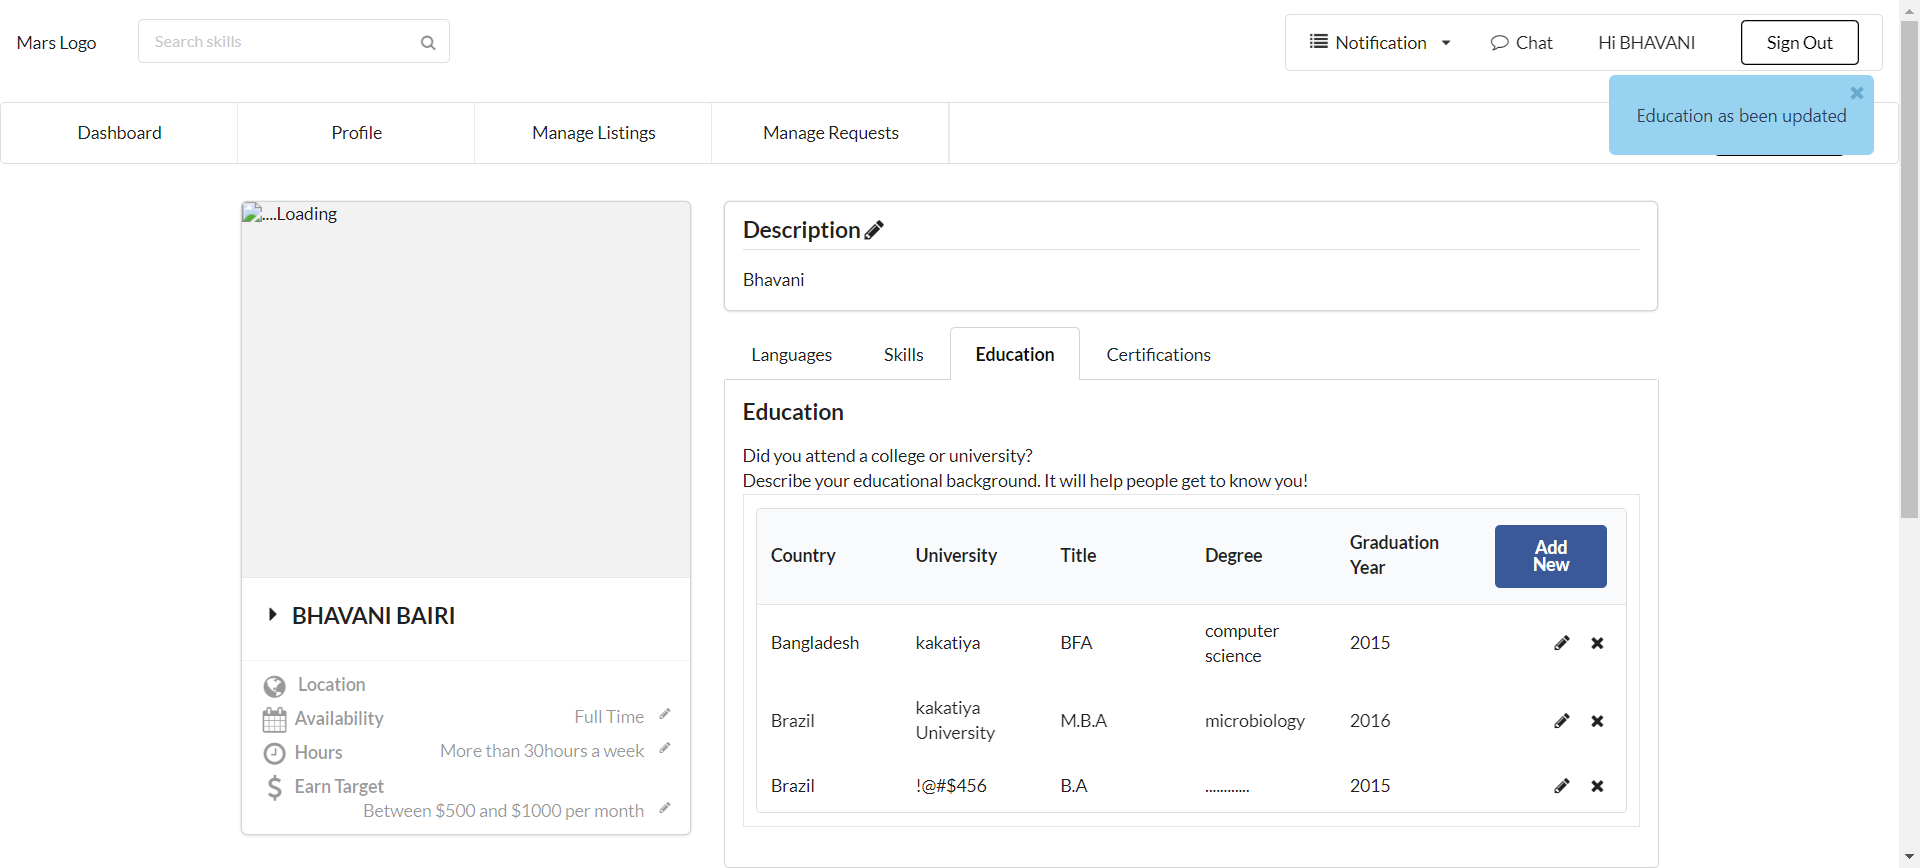 Mars Logo
Search skills
Notification
Chat
Hi BHAVANI
Sign Out
Education as been updated
Dashboard
Profile
Manage Listings
Manage Requests
....Loading
BHAVANI BAIRI
Location
Availability
Full Time
Hours
More than 30hours a week
Earn Target
Between $500 and $1000 per month
Description
Bhavani
Languages
Skills
Education
Certifications
Education
Did you attend a college or university?
Describe your educational background. It will help people get to know you!
Country
University
Title
Degree
Graduation
Year
Add
New
Bangladesh
kakatiya
BFA
computer
science
2015
Brazil
kakatiya
University
M.B.A
microbiology
2016
Brazil
!@#$456
B.A
............
2015